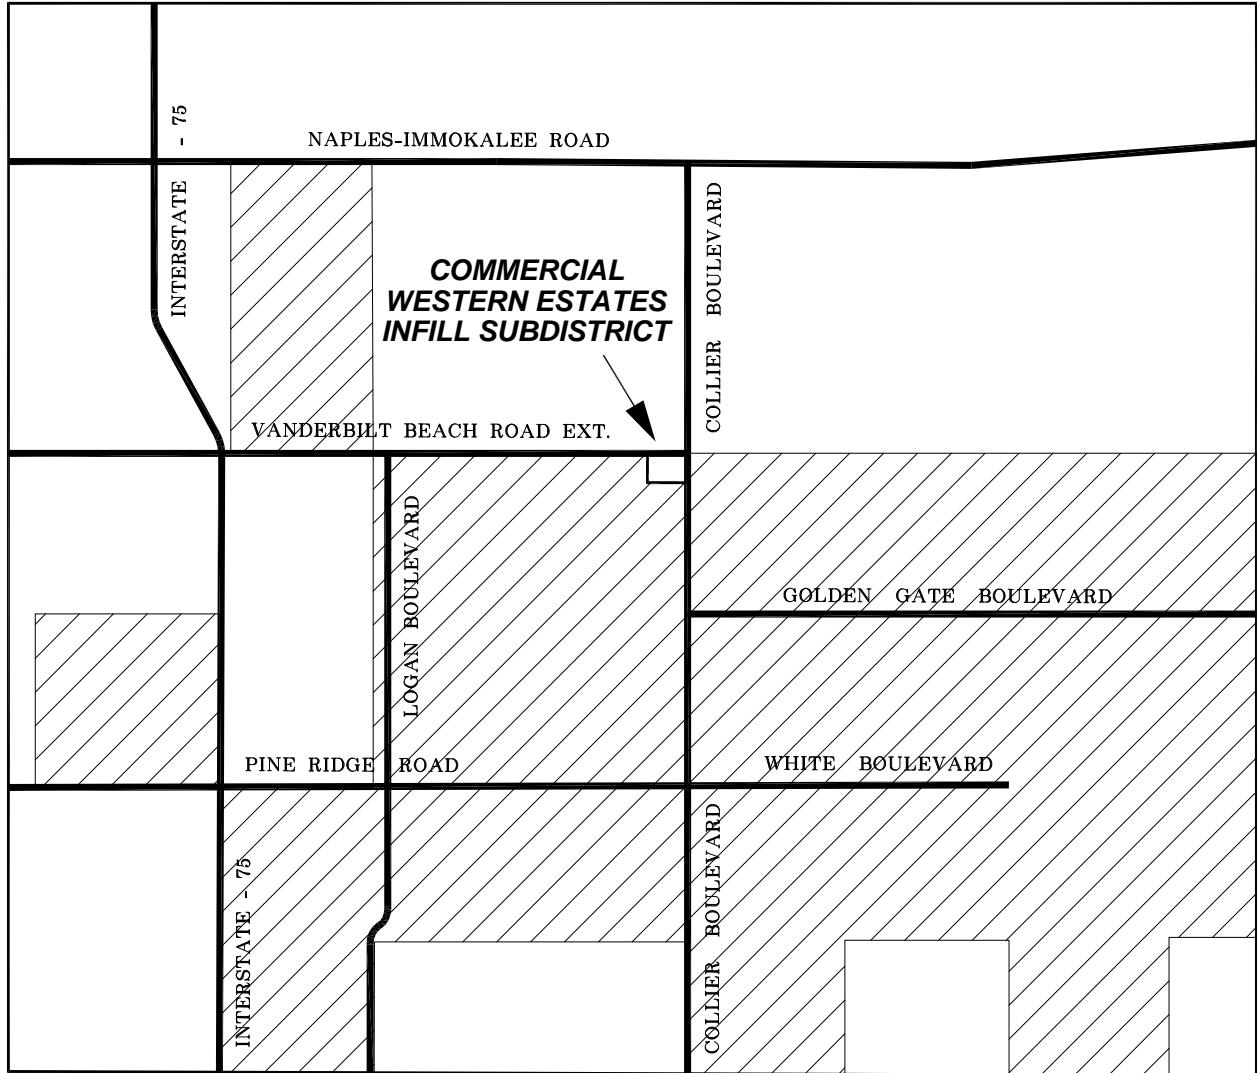 NAPLES-IMMOKALEE ROAD
INTERSTATE - 75
COLLIER BOULEVARD
COMMERCIAL
WESTERN ESTATES
INFILL SUBDISTRICT
VANDERBILT BEACH ROAD EXT.
LOGAN BOULEVARD
GOLDEN GATE BOULEVARD
PINE RIDGE ROAD
WHITE BOULEVARD
INTERSTATE - 75
COLLIER BOULEVARD